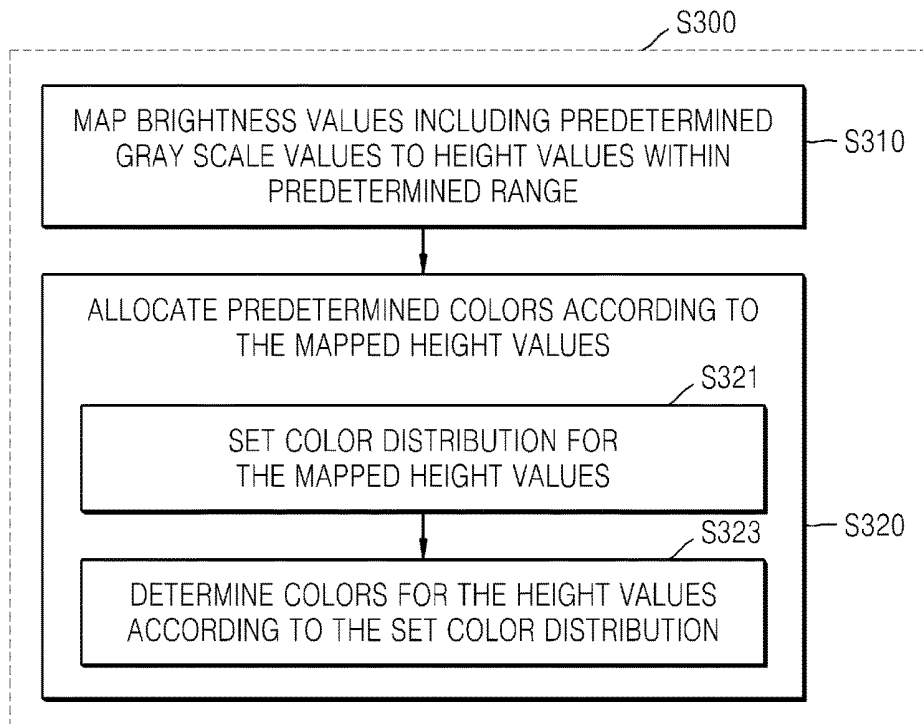 S300
MAP BRIGHTNESS VALUES INCLUDING PREDETERMINED
GRAY SCALE VALUES TO HEIGHT VALUES WITHIN
PREDETERMINED RANGE
S310
ALLOCATE PREDETERMINED COLORS ACCORDING TO
THE MAPPED HEIGHT VALUES
S321
SET COLOR DISTRIBUTION FOR
THE MAPPED HEIGHT VALUES
S320
S323
DETERMINE COLORS FOR THE HEIGHT VALUES
ACCORDING TO THE SET COLOR DISTRIBUTION